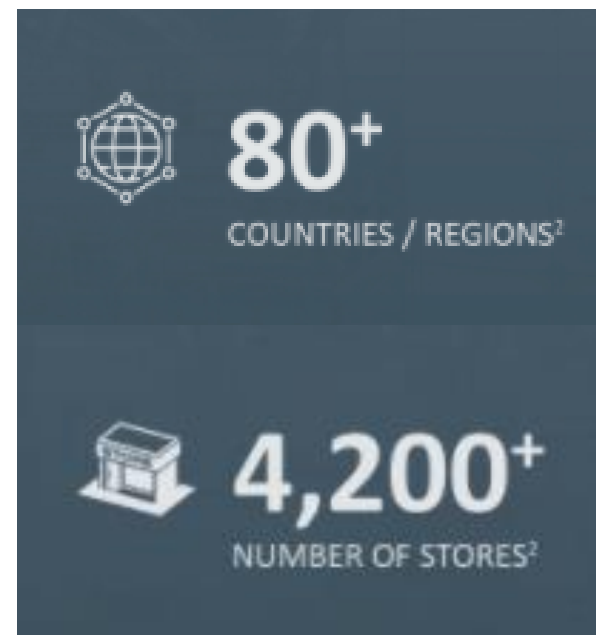 80+
COUNTRIES / REGIONS²
4,200+
NUMBER OF STORES²